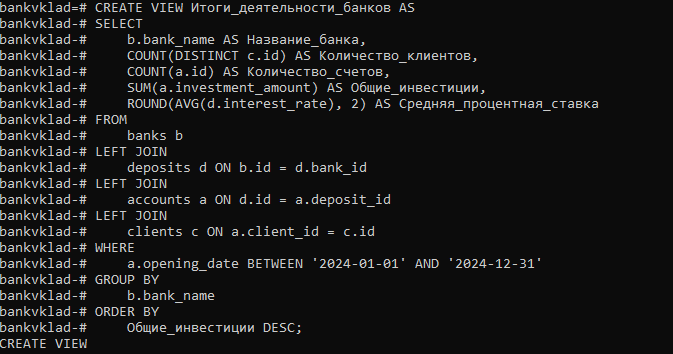 bankvklad=# CREATE VIEW Итоги_деятельности_банков AS
bankvklad-# SELECT
bankvklad-#     b.bank_name AS Название_банка,
bankvklad-#     COUNT(DISTINCT c.id) AS Количество_клиентов,
bankvklad-#     COUNT(a.id) AS Количество_счетов,
bankvklad-#     SUM(a.investment_amount) AS Общие_инвестиции,
bankvklad-#     ROUND(AVG(d.interest_rate), 2) AS Средняя_процентная_ставка
bankvklad-# FROM
bankvklad-#     banks b
bankvklad-# LEFT JOIN
bankvklad-#     deposits d ON b.id = d.bank_id
bankvklad-# LEFT JOIN
bankvklad-#     accounts a ON d.id = a.deposit_id
bankvklad-# LEFT JOIN
bankvklad-#     clients c ON a.client_id = c.id
bankvklad-# WHERE
bankvklad-#     a.opening_date BETWEEN '2024-01-01' AND '2024-12-31'
bankvklad-# GROUP BY
bankvklad-#     b.bank_name
bankvklad-# ORDER BY
bankvklad-#     Общие_инвестиции DESC;
CREATE VIEW